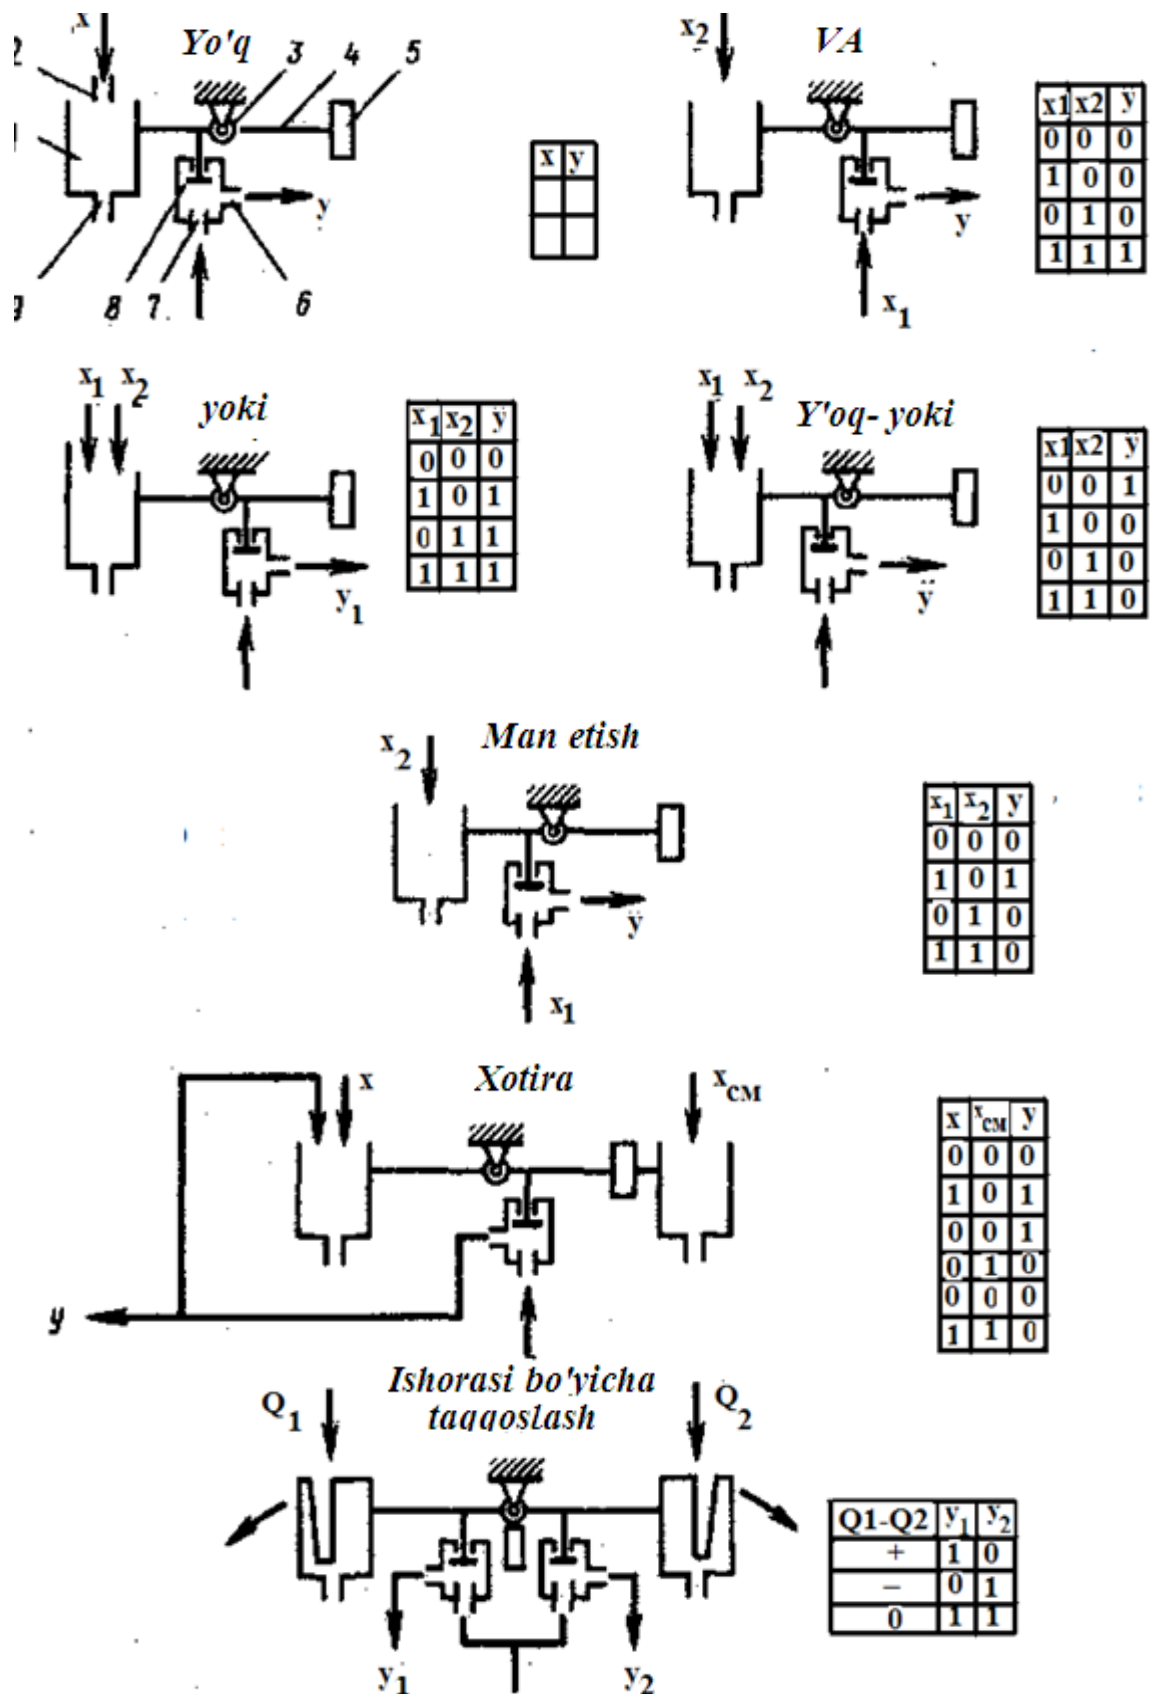 x
Yo'q
2
3
4
5
1
x y
y
9
8
7
6
x2
VA
x1 x2 ÿ
0 0 0
1 0 0
0 1 0
1 1 1
y
x1
x1 x2
yoki
x1 x2 ÿ
0 0 0
1 0 1
0 1 1
1 1 1
y1
x1 x2
Y'oq- yoki
x1 x2 ÿ
0 0 1
1 0 0
0 1 0
1 1 0
ÿ
x2
Man etish
x1 x2 y
0 0 0
1 0 1
0 1 0
1 1 0
ÿ
x1
x
Xotira
xсм
x xсм y
0 0 0
1 0 1
0 0 1
0 1 0
0 0 0
1 1 0
y
Ishorasi bo'yicha
taqqoslash
Q1
Q2
Q1-Q2 y1 y2
+ 1 0
– 0 1
0 1 1
y1
y2